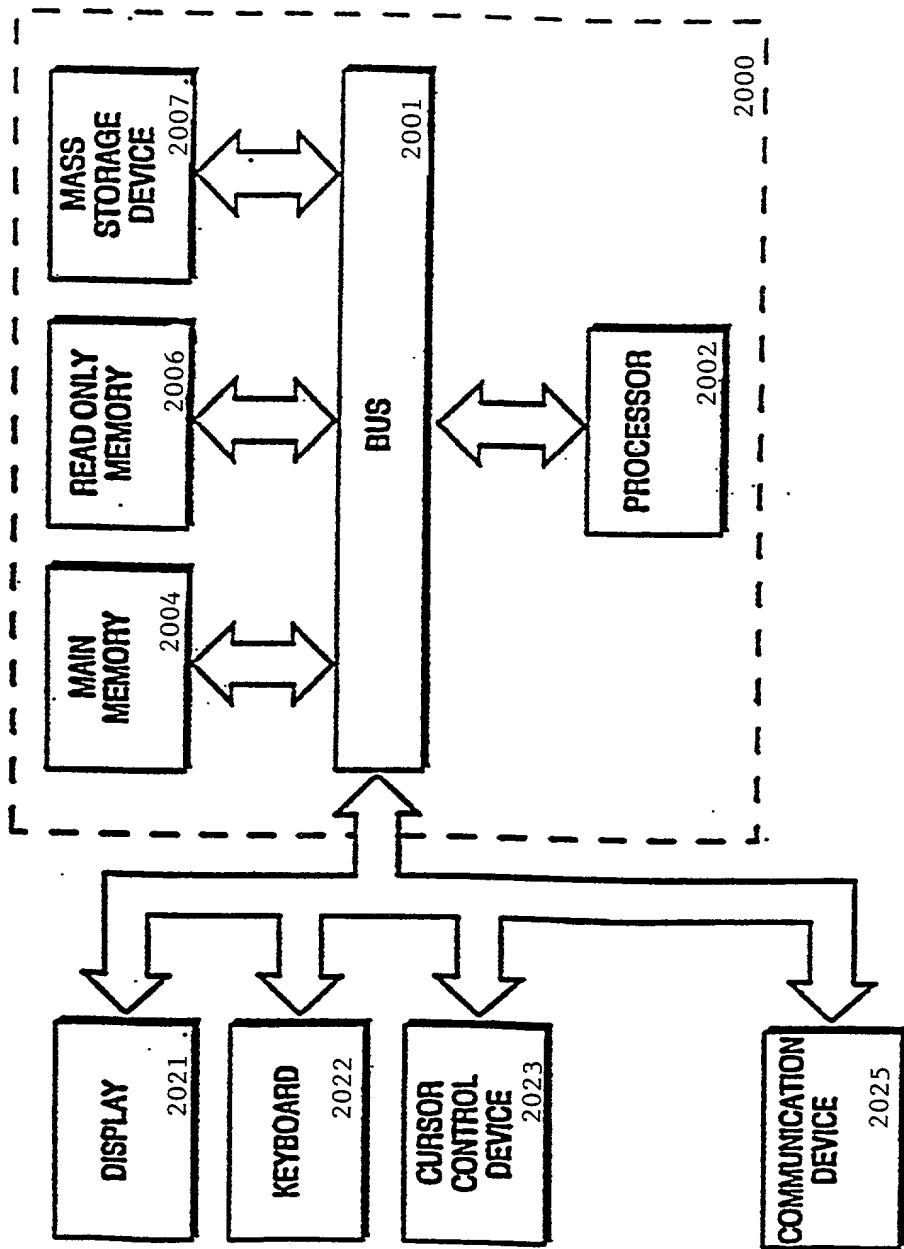 MAIN
MEMORY
2004
READ ONLY
MEMORY
2006
MASS
STORAGE
DEVICE
2007
BUS
2001
PROCESSOR
2002
2000
DISPLAY
2021
KEYBOARD
2022
CURSOR
CONTROL
DEVICE
2023
COMMUNICATION
DEVICE
2025